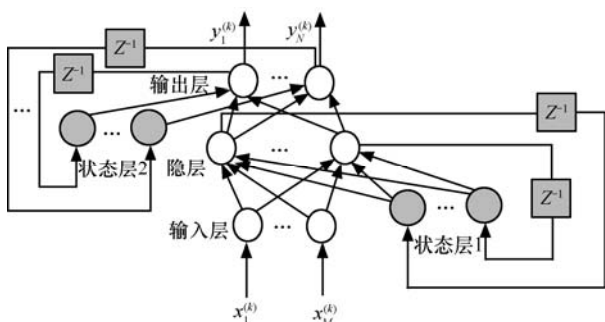 y₁⁽ᵏ⁾ y_N⁽ᵏ⁾
Z⁻¹
Z⁻¹
输出层
...
...
...
Z⁻¹
状态层2
隐层
...
Z⁻¹
输入层
...
...
状态层1
x₁⁽ᵏ⁾ x_M⁽ᵏ⁾